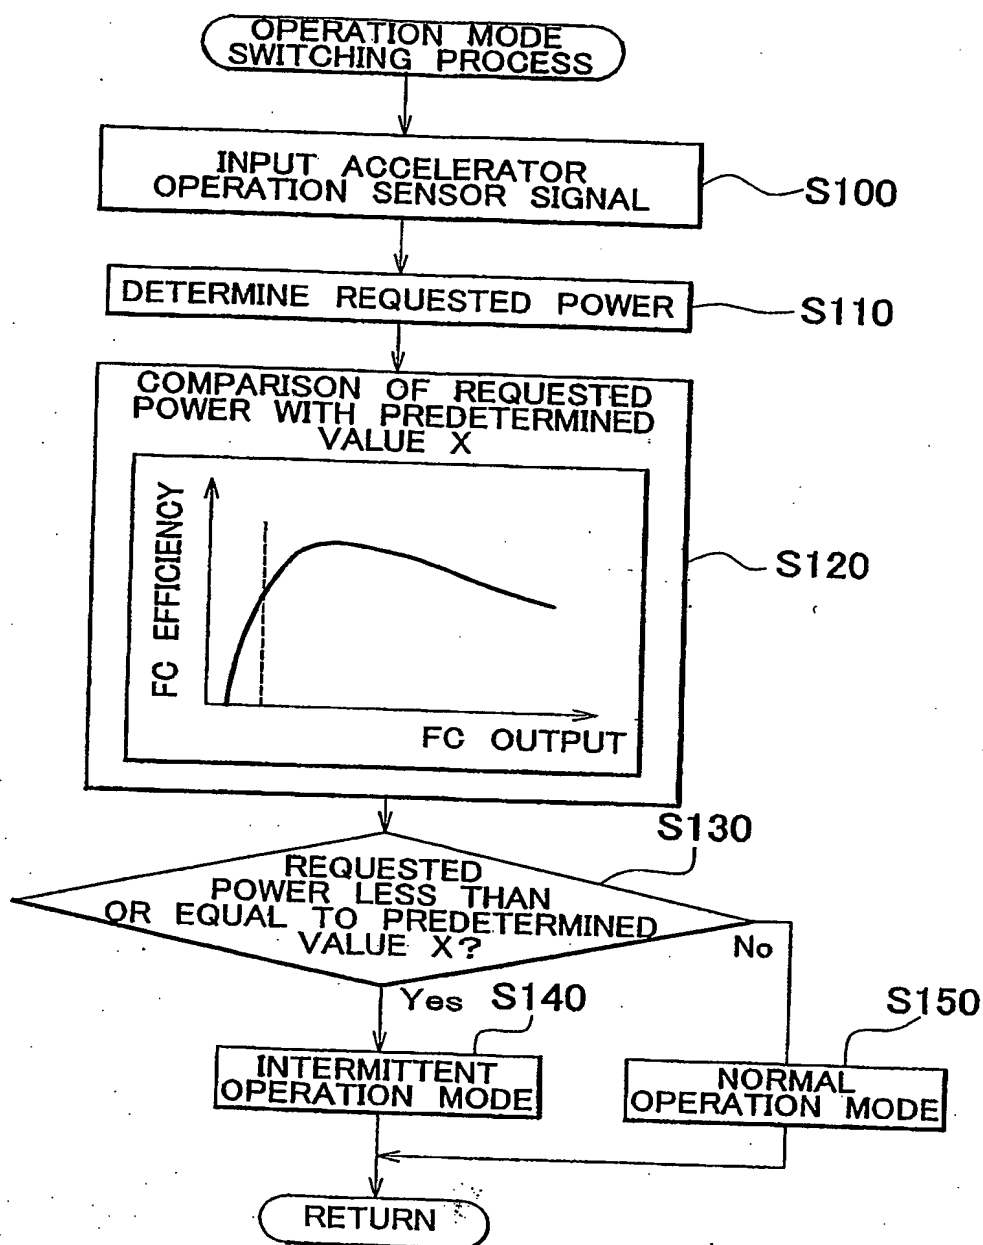 OPERATION MODE
SWITCHING PROCESS
INPUT ACCELERATOR
OPERATION SENSOR SIGNAL
S100
DETERMINE REQUESTED POWER
S110
COMPARISON OF REQUESTED
POWER WITH PREDETERMINED
VALUE X
FC EFFICIENCY
FC OUTPUT
S120
S130
REQUESTED
POWER LESS THAN
OR EQUAL TO PREDETERMINED
VALUE X?
No
Yes
S140
S150
INTERMITTENT
OPERATION MODE
NORMAL
OPERATION MODE
RETURN